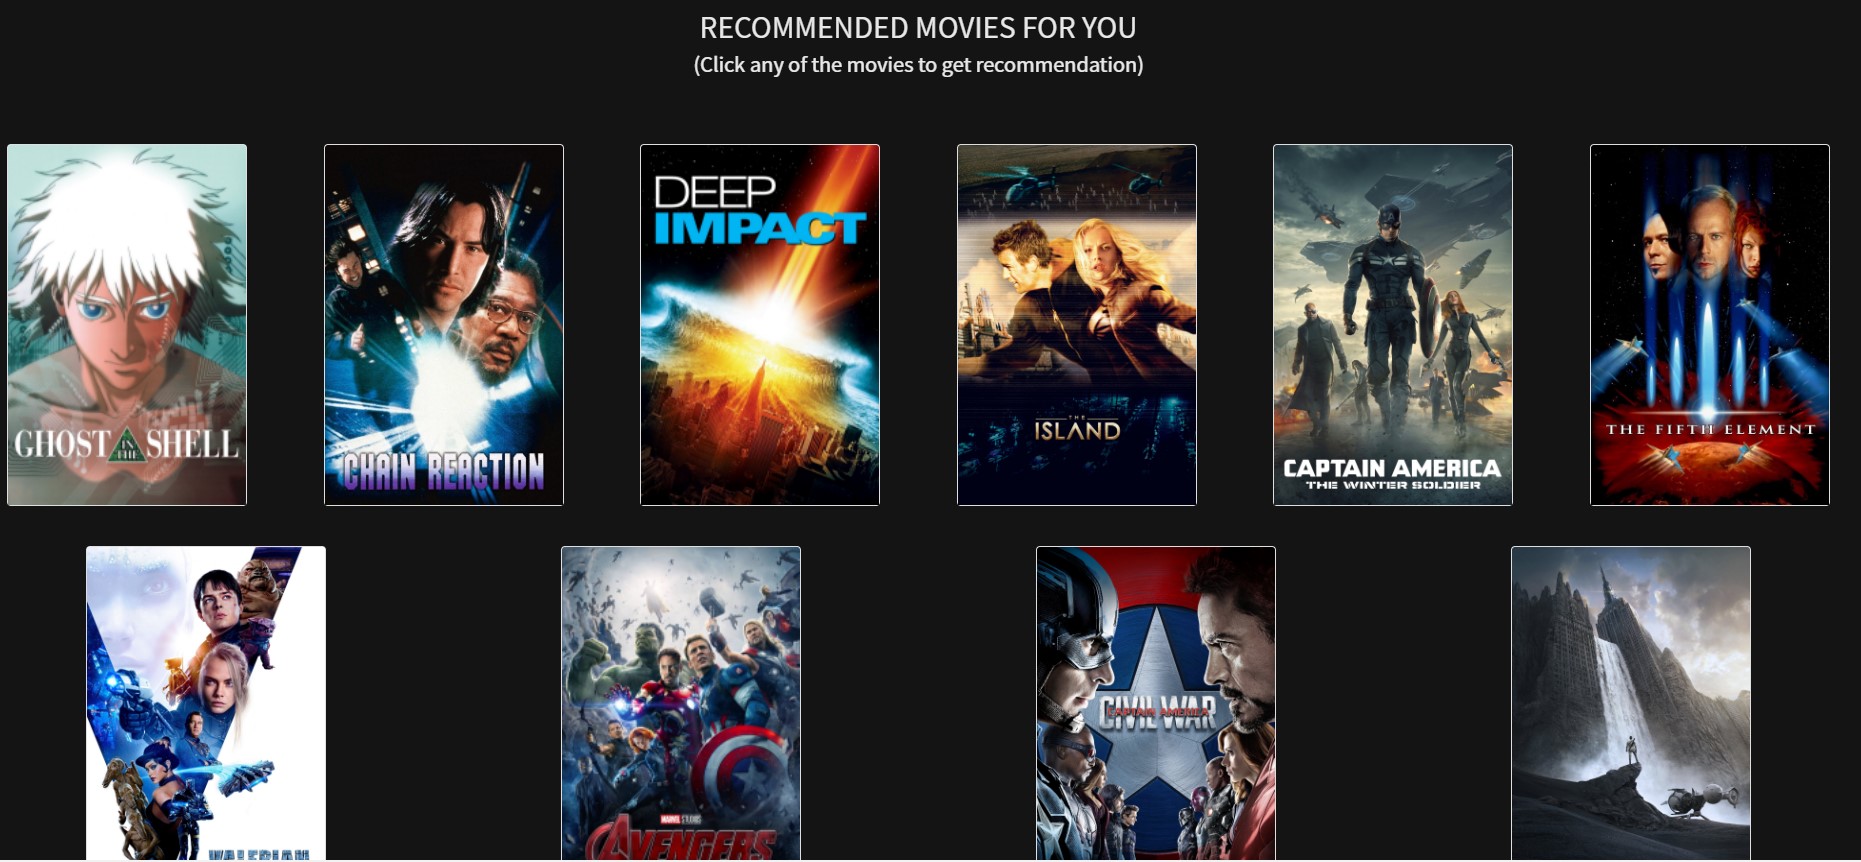 RECOMMENDED MOVIES FOR YOU
(Click any of the movies to get recommendation)
GHOST IN THE SHELL
CHAIN REACTION
DEEP
IMPACT
THE
ISLAND
CAPTAIN AMERICA
THE WINTER SOLDIER
THE FIFTH ELEMENT
VALERIAN
MARVEL STUDIOS
AVENGERS
CIVIL WAR
CAPTAIN AMERICA